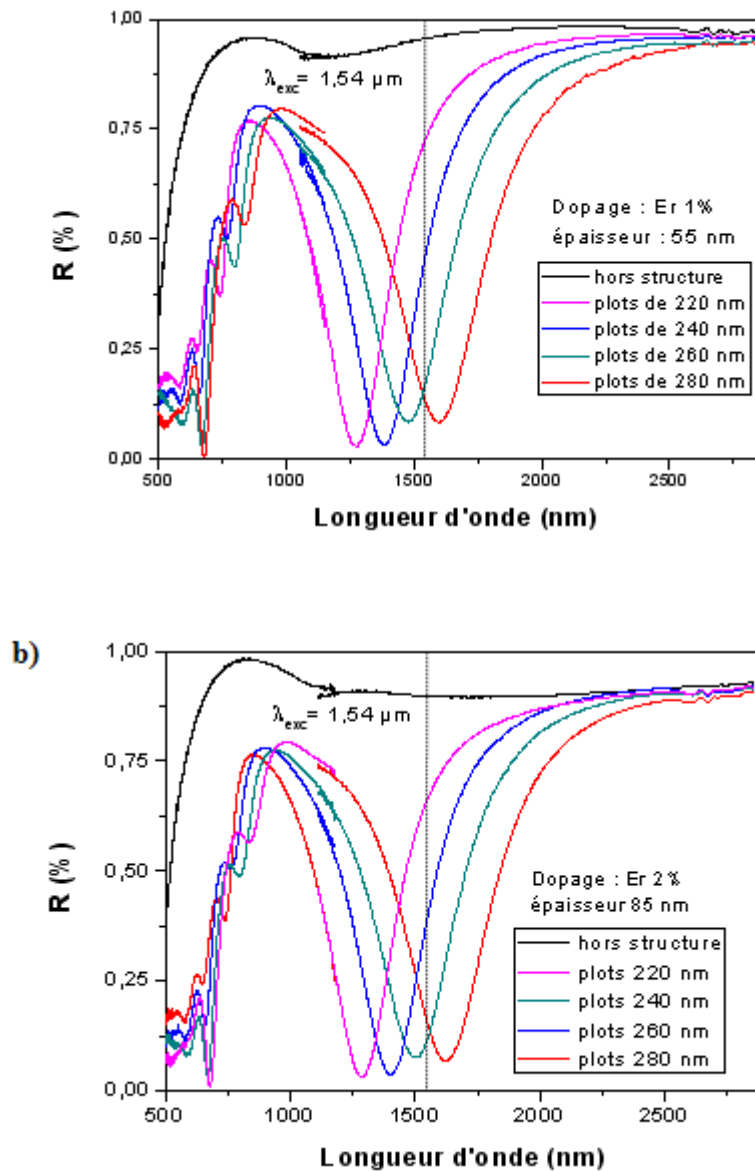 1,00
0,75
0,50
0,25
0,00
R (%)
λexc= 1,54 µm
Dopage : Er 1%
épaisseur : 55 nm
hors structure
plots de 220 nm
plots de 240 nm
plots de 260 nm
plots de 280 nm
500 1000 1500 2000 2500
Longueur d'onde (nm)
b)
1,00
0,75
0,50
0,25
0,00
R (%)
λexc= 1,54 µm
Dopage : Er 2%
épaisseur 85 nm
hors structure
plots 220 nm
plots 240 nm
plots 260 nm
plots 280 nm
500 1000 1500 2000 2500
Longueur d'onde (nm)